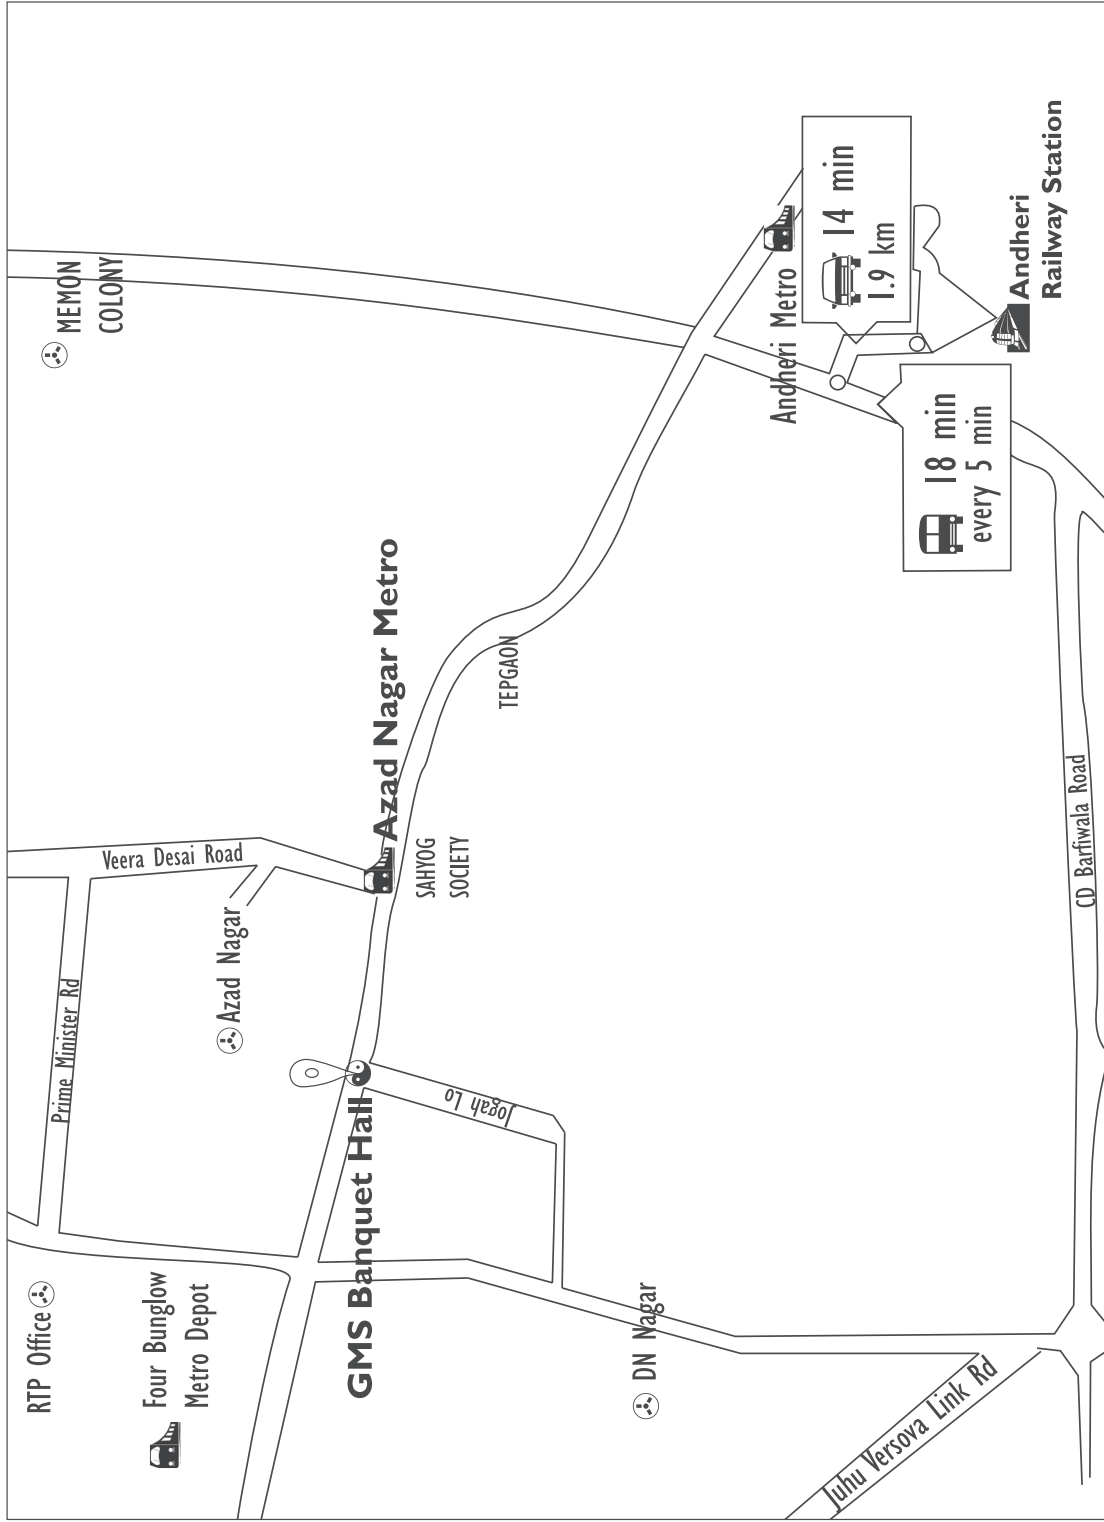 RTP Office
Four Bunglow
Metro Depot
Prime Minister Rd
Veera Desai Road
MEMON
COLONY
Azad Nagar
GMS Banquet Hall
Azad Nagar Metro
SAHYOG
SOCIETY
Jogah Lo
TEPGAON
DN Nagar
Andheri Metro
14 min
1.9 km
18 min
every 5 min
Andheri
Railway Station
Juhu Versova Link Rd
CD Barfiwala Road